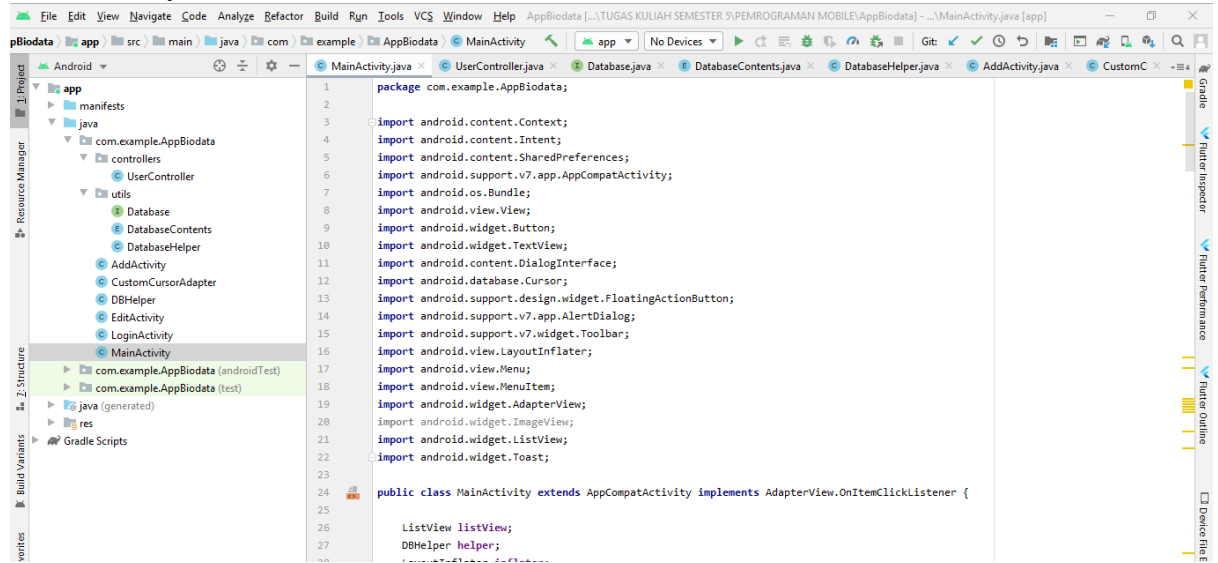 File Edit View Navigate Code Analyze Refactor Build Run Tools VCS Window Help AppBiodata [...\TUGAS KULIAH SEMESTER 5\PEMROGRAMAN MOBILE\AppBiodata] - ...\MainActivity.java [app]
pBiodata app src main java com example AppBiodata MainActivity app No Devices Git:
Android MainActivity.java UserController.java Database.java DatabaseContents.java DatabaseHelper.java AddActivity.java CustomC 4
1: Project
Resource Manager
Z: Structure
Build Variants
vorites
app
manifests
java
com.example.AppBiodata
controllers
UserController
utils
Database
DatabaseContents
DatabaseHelper
AddActivity
CustomCursorAdapter
DBHelper
EditActivity
LoginActivity
MainActivity
com.example.AppBiodata (androidTest)
com.example.AppBiodata (test)
java (generated)
res
Gradle Scripts
1 package com.example.AppBiodata;
2
3 import android.content.Context;
4 import android.content.Intent;
5 import android.content.SharedPreferences;
6 import android.support.v7.app.AppCompatActivity;
7 import android.os.Bundle;
8 import android.view.View;
9 import android.widget.Button;
10 import android.widget.TextView;
11 import android.content.DialogInterface;
12 import android.database.Cursor;
13 import android.support.design.widget.FloatingActionButton;
14 import android.support.v7.app.AlertDialog;
15 import android.support.v7.widget.Toolbar;
16 import android.view.LayoutInflater;
17 import android.view.Menu;
18 import android.view.MenuItem;
19 import android.widget.AdapterView;
20 import android.widget.ImageView;
21 import android.widget.ListView;
22 import android.widget.Toast;
23
24 public class MainActivity extends AppCompatActivity implements AdapterView.OnItemClickListener {
25
26 ListView listView;
27 DBHelper helper;
28 LayoutInflater inflater;
Gradle
Flutter Inspector
Flutter Performance
Flutter Outline
Device File E